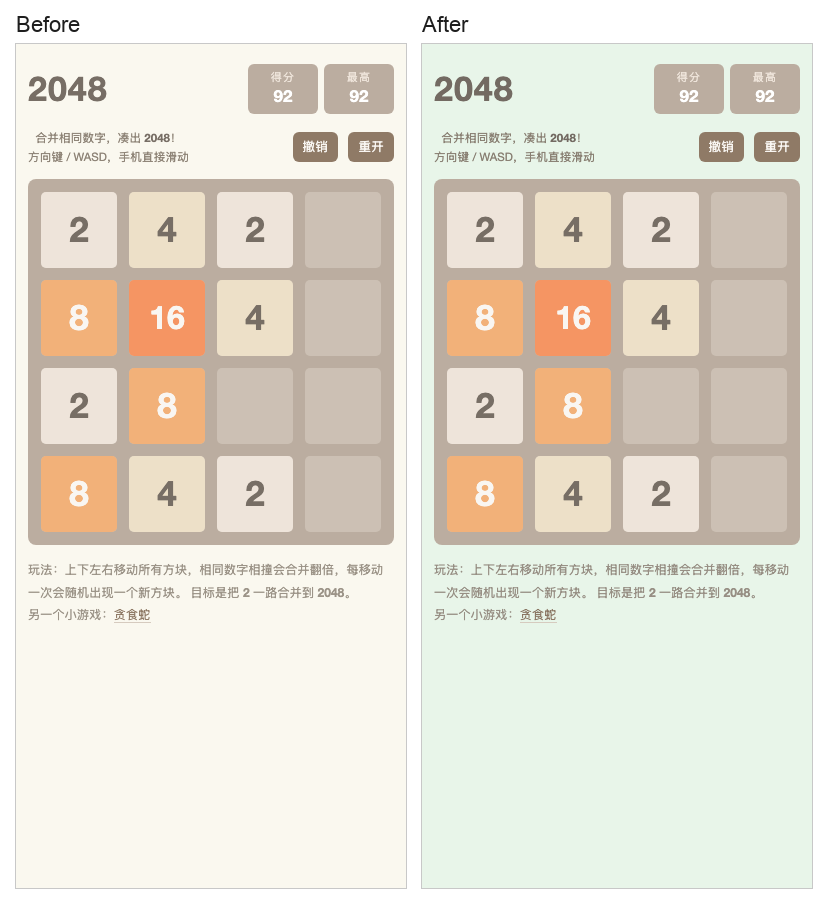 Before
2048
得分
92
最高
92
合并相同数字，凑出 2048！
方向键 / WASD，手机直接滑动
撤销
重开
2 4 2
8 16 4
2 8
8 4 2
玩法：上下左右移动所有方块，相同数字相撞会合并翻倍，每移动
一次会随机出现一个新方块。 目标是把 2 一路合并到 2048。
另一个小游戏：贪食蛇
After
2048
得分
92
最高
92
合并相同数字，凑出 2048！
方向键 / WASD，手机直接滑动
撤销
重开
2 4 2
8 16 4
2 8
8 4 2
玩法：上下左右移动所有方块，相同数字相撞会合并翻倍，每移动
一次会随机出现一个新方块。 目标是把 2 一路合并到 2048。
另一个小游戏：贪食蛇